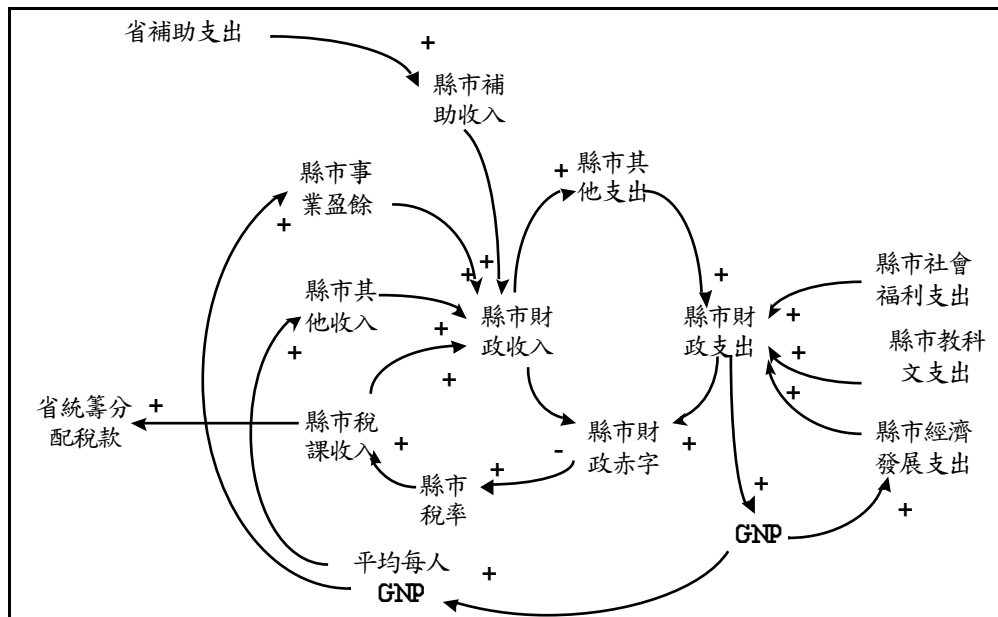 省補助支出
+
縣市補
助收入
縣市事
業盈餘
+
+
縣市其
他支出
+
+
+
縣市社會
福利支出
+
縣市其
他收入
+
+
縣市財
政收入
+
縣市財
政支出
縣市教科
文支出
+
+
省統籌分
配稅款
+
縣市稅
課收入
+
縣市財
政赤字
-
+
縣市經濟
發展支出
+
縣市
稅率
+
+
GNP
+
平均每人
GNP
+